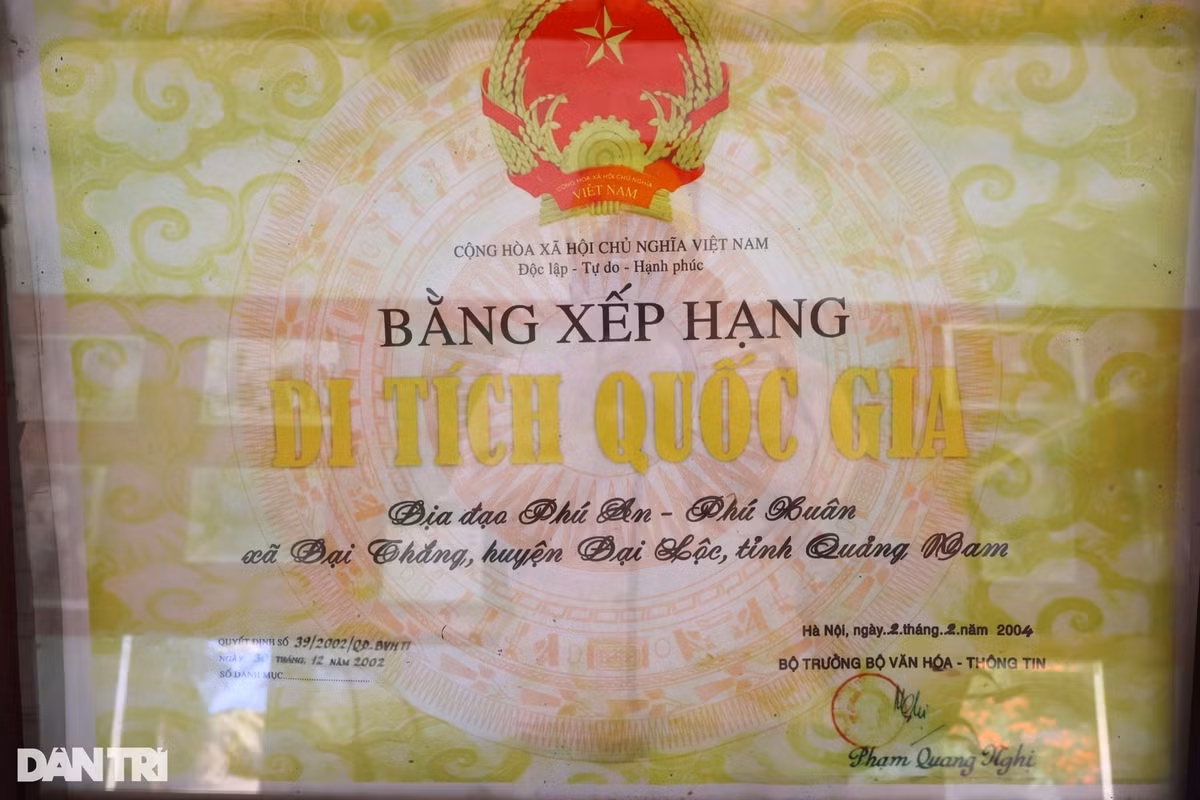 CỘNG HÒA XÃ HỘI CHỦ NGHĨA
VIỆT NAM
CỘNG HÒA XÃ HỘI CHỦ NGHĨA VIỆT NAM
Độc lập - Tự do - Hạnh phúc
BẰNG XẾP HẠNG
DI TÍCH QUỐC GIA
Địa đạo Phú An - Phú Xuân
xã Đại Thắng, huyện Đại Lộc, tỉnh Quảng Nam
QUYẾT ĐỊNH SỐ 39/2002/QĐ.BVHTT
NGÀY 30 THÁNG 12 NĂM 2002
SỐ DANH MỤC
Hà Nội, ngày 2 tháng 2 năm 2004
BỘ TRƯỞNG BỘ VĂN HÓA - THÔNG TIN
Phạm Quang Nghị
DÂN TRÍ